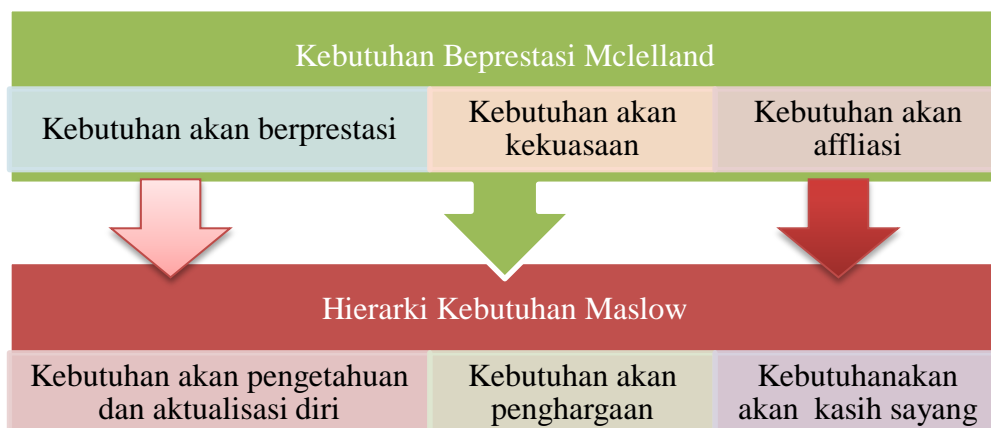 Kebutuhan Beprestasi Mclelland
Kebutuhan akan berprestasi
Kebutuhan akan
kekuasaan
Kebutuhan akan
affliasi
Hierarki Kebutuhan Maslow
Kebutuhan akan pengetahuan
dan aktualisasi diri
Kebutuhan akan
penghargaan
Kebutuhanakan
akan  kasih sayang